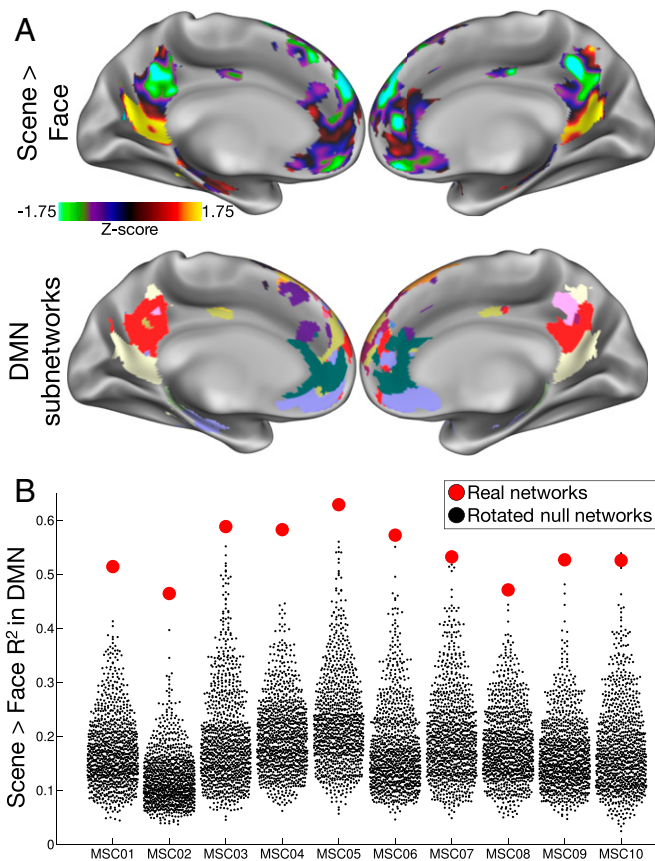 A
Scene >
Face
-1.75
1.75
Z-score
DMN
subnetworks
B
Real networks
Rotated null networks
Scene > Face R² in DMN
0.6
0.5
0.4
0.3
0.2
0.1
0
MSC01 MSC02 MSC03 MSC04 MSC05 MSC06 MSC07 MSC08 MSC09 MSC10